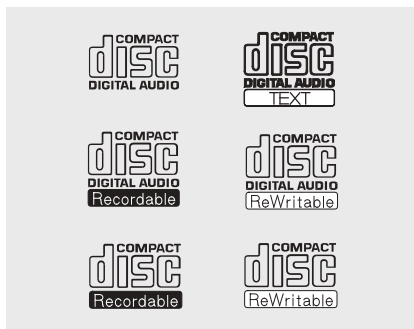 COMPACT
disc
DIGITAL AUDIO
COMPACT
disc
DIGITAL AUDIO
TEXT
COMPACT
disc
DIGITAL AUDIO
Recordable
COMPACT
disc
DIGITAL AUDIO
ReWritable
COMPACT
disc
Recordable
COMPACT
disc
ReWritable